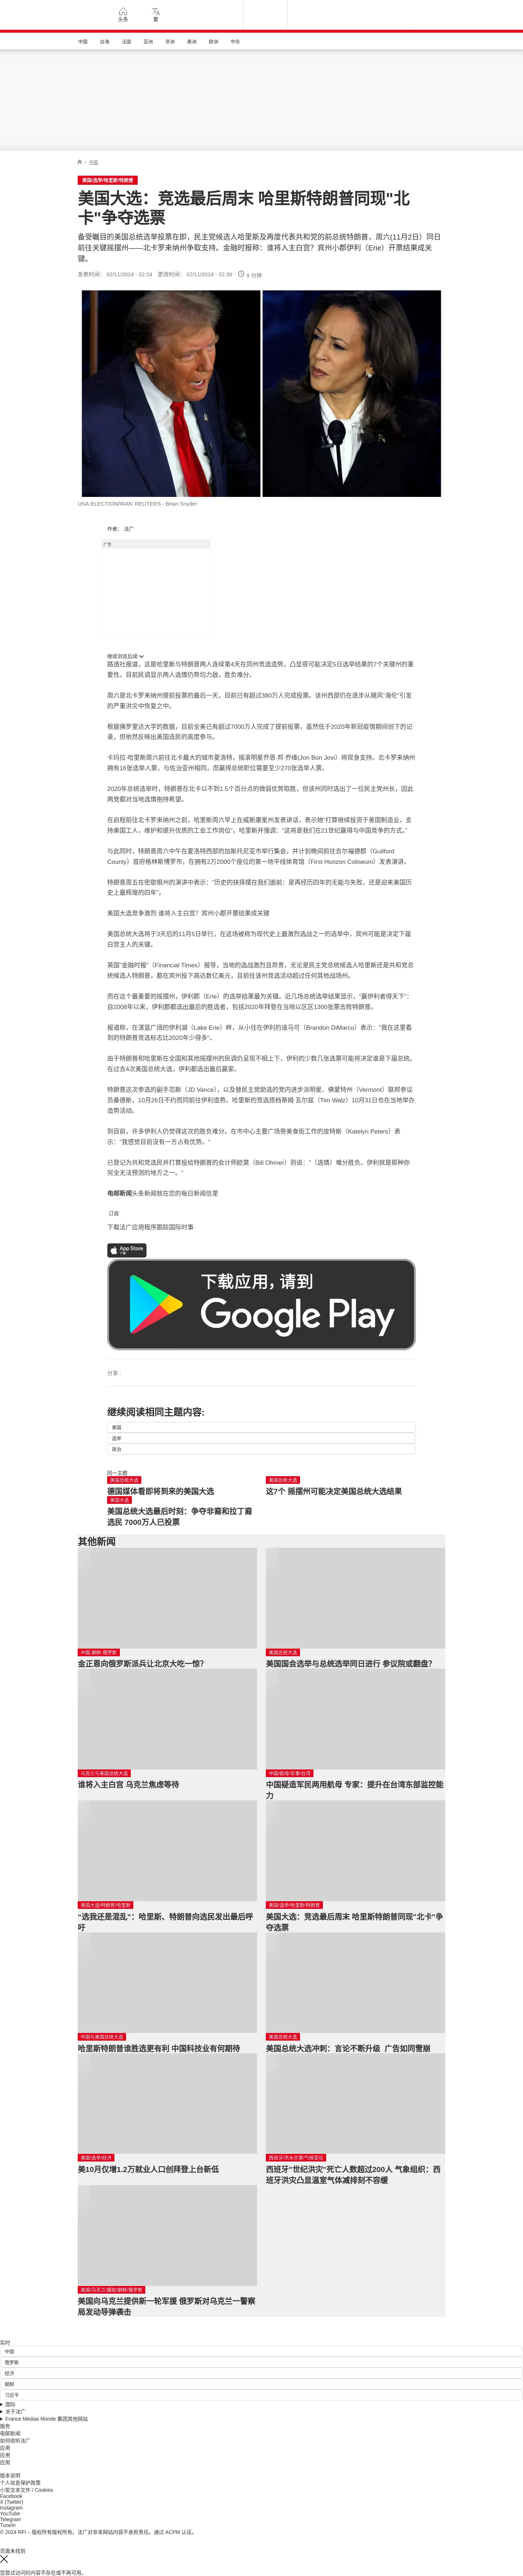 头条
繁
中国
台海
法国
亚洲
非洲
美洲
欧洲
中东
/ 中国
美国/选举/哈里斯/特朗普
美国大选：竞选最后周末 哈里斯特朗普同现"北
卡"争夺选票
备受瞩目的美国总统选举投票在即，民主党候选人哈里斯及再度代表共和党的前总统特朗普，周六(11月2日）同日
前往关键摇摆州——北卡罗来纳州争取支持。金融时报称：谁将入主白宫？宾州小郡伊利（Erie）开票结果成关
键。
发表时间： 02/11/2024 - 22:24 更改时间： 02/11/2024 - 22:36 9 分钟
USA-ELECTION/IRAN REUTERS - Brian Snyder
作者： 法广
广告
继续浏览后续
路透社报道，这是哈里斯与特朗普两人连续第4天在同州竞选造势，凸显很可能决定5日选举结果的7个关键州的重
要性。目前民调显示两人选情仍势均力敌，胜负难分。
周六是北卡罗来纳州提前投票的最后一天，目前已有超过380万人完成投票。该州西部仍在逐步从飓风"海伦"引发
的严重洪灾中恢复之中。
根据佛罗里达大学的数据，目前全美已有超过7000万人完成了提前投票，虽然低于2020年新冠疫情期间创下的记
录，但依然反映出美国选民的高度参与。
卡玛拉·哈里斯周六前往北卡最大的城市夏洛特，摇滚明星乔恩·邦·乔维(Jon Bon Jovi）将现身支持。北卡罗来纳州
拥有16张选举人票，与佐治亚州相同，而赢得总统职位需要至少270张选举人票。
2020年总统选举时，特朗普在北卡以不到1.5个百分点的微弱优势取胜，但该州同时选出了一位民主党州长，因此
两党都对当地选情抱持希望。
在启程前往北卡罗来纳州之前，哈里斯周六早上在威斯康星州发表讲话，表示她"打算继续投资于美国制造业，支
持美国工人，维护和提升优质的工会工作岗位"。哈里斯并强调："这将是我们在21世纪赢得与中国竞争的方式。"
与此同时，特朗普周六中午在夏洛特西部的加斯托尼亚市举行集会，并计划晚间前往吉尔福德郡（Guilford
County）首府格林斯博罗市，在拥有2万2000个座位的第一地平线体育馆（First Horizon Coliseum）发表演讲。
特朗普周五在密歇根州的演讲中表示："历史的抉择摆在我们面前：是再经历四年的无能与失败，还是迎来美国历
史上最辉煌的四年"。
美国大选竞争激烈 谁将入主白宫？宾州小郡开票结果成关键
美国总统大选将于3天后的11月5日举行，在这场被称为现代史上最激烈选战之一的选举中，宾州可能是决定下届
白宫主人的关键。
英国"金融时报"（Financial Times）报导，当地的选战激烈且昂贵，无论是民主党总统候选人哈里斯还是共和党总
统候选人特朗普，都在宾州投下高达数亿美元，且前往该州竞选活动超过任何其他战场州。
而在这个最重要的摇摆州，伊利郡（Erie）的选举结果最为关键。近几场总统选举结果显示，"赢伊利者得天下"：
自2008年以来，伊利郡都选出最后的胜选者，包括2020年拜登在当地以区区1300张票击败特朗普。
报道称，在湛蓝广阔的伊利湖（Lake Erie）畔，从小住在伊利的迪马可（Brandon DiMarco）表示："我在这里看
到的特朗普竞选标志比2020年少得多"。
由于特朗普和哈里斯在全国和其他摇摆州的民调仍呈现不相上下，伊利的少数几张选票可能将决定谁是下届总统。
在过去4次美国总统大选，伊利郡选出最后赢家。
特朗普这次参选的副手范斯（JD Vance），以及替民主党助选的党内进步派明星、佛蒙特州（Vermont）联邦参议
员桑德斯，10月26日不约而同前往伊利造势。哈里斯的竞选搭档蒂姆·瓦尔兹（Tim Walz）10月31日也在当地举办
造势活动。
到目前，许多伊利人仍觉得这次的胜负难分。在市中心主要广场旁美食街工作的皮特斯（Katelyn Peters）表
示："我感觉目前没有一方占有优势。"
已登记为共和党选民并打算投给特朗普的会计师欧莫（Bill Ohmer）则说："（选情）难分胜负。伊利就是那种你
完全无法预测的地方之一。"
电邮新闻头条新闻就在您的每日新闻信里
订阅
下载法广应用程序跟踪国际时事
App Store
下载
下载应用，请到
Google Play
分享 :
继续阅读相同主题内容:
美国
选举
政治
同一主题
美国总统大选
德国媒体看即将到来的美国大选
美国总统大选
这7个 摇摆州可能决定美国总统大选结果
美国大选
美国总统大选最后时刻：争夺非裔和拉丁裔
选民 7000万人已投票
其他新闻
中国-朝鲜-俄罗斯
金正恩向俄罗斯派兵让北京大吃一惊?
美国总统大选
美国国会选举与总统选举同日进行 参议院或翻盘?
乌克兰与美国总统大选
谁将入主白宫 乌克兰焦虑等待
中国/航母/军事/台湾
中国疑造军民两用航母 专家：提升在台湾东部监控能
力
美国大选/特朗普/哈里斯
"选我还是混乱"：哈里斯、特朗普向选民发出最后呼
吁
美国/选举/哈里斯/特朗普
美国大选：竞选最后周末 哈里斯特朗普同现"北卡"争
夺选票
中国与美国总统大选
哈里斯特朗普谁胜选更有利 中国科技业有何期待
美国总统大选
美国总统大选冲刺：言论不断升级 广告如同雪崩
美国/选举/经济
美10月仅增1.2万就业人口创拜登上台新低
西班牙/洪水灾害/气候变化
西班牙"世纪洪灾"死亡人数超过200人 气象组织：西
班牙洪灾凸显温室气体减排刻不容缓
美国/乌克兰/援助/朝鲜/俄罗斯
美国向乌克兰提供新一轮军援 俄罗斯对乌克兰一警察
局发动导弹袭击
实时
中国
俄罗斯
经济
朝鲜
习近平
国际
关于法广
France Médias Monde 集团其他网站
服务
电邮新闻
如何收听法广
应用
应用
应用
版本说明
个人信息保护政策
小型文本文件 / Cookies
Facebook
X (Twitter)
Instagram
YouTube
Telegram
TuneIn
© 2024 RFI – 版权所有版权所有。法广对非本网站内容不承担责任。通过 ACPM 认证。
页面未找到
您尝试访问的内容不存在或不再可用。